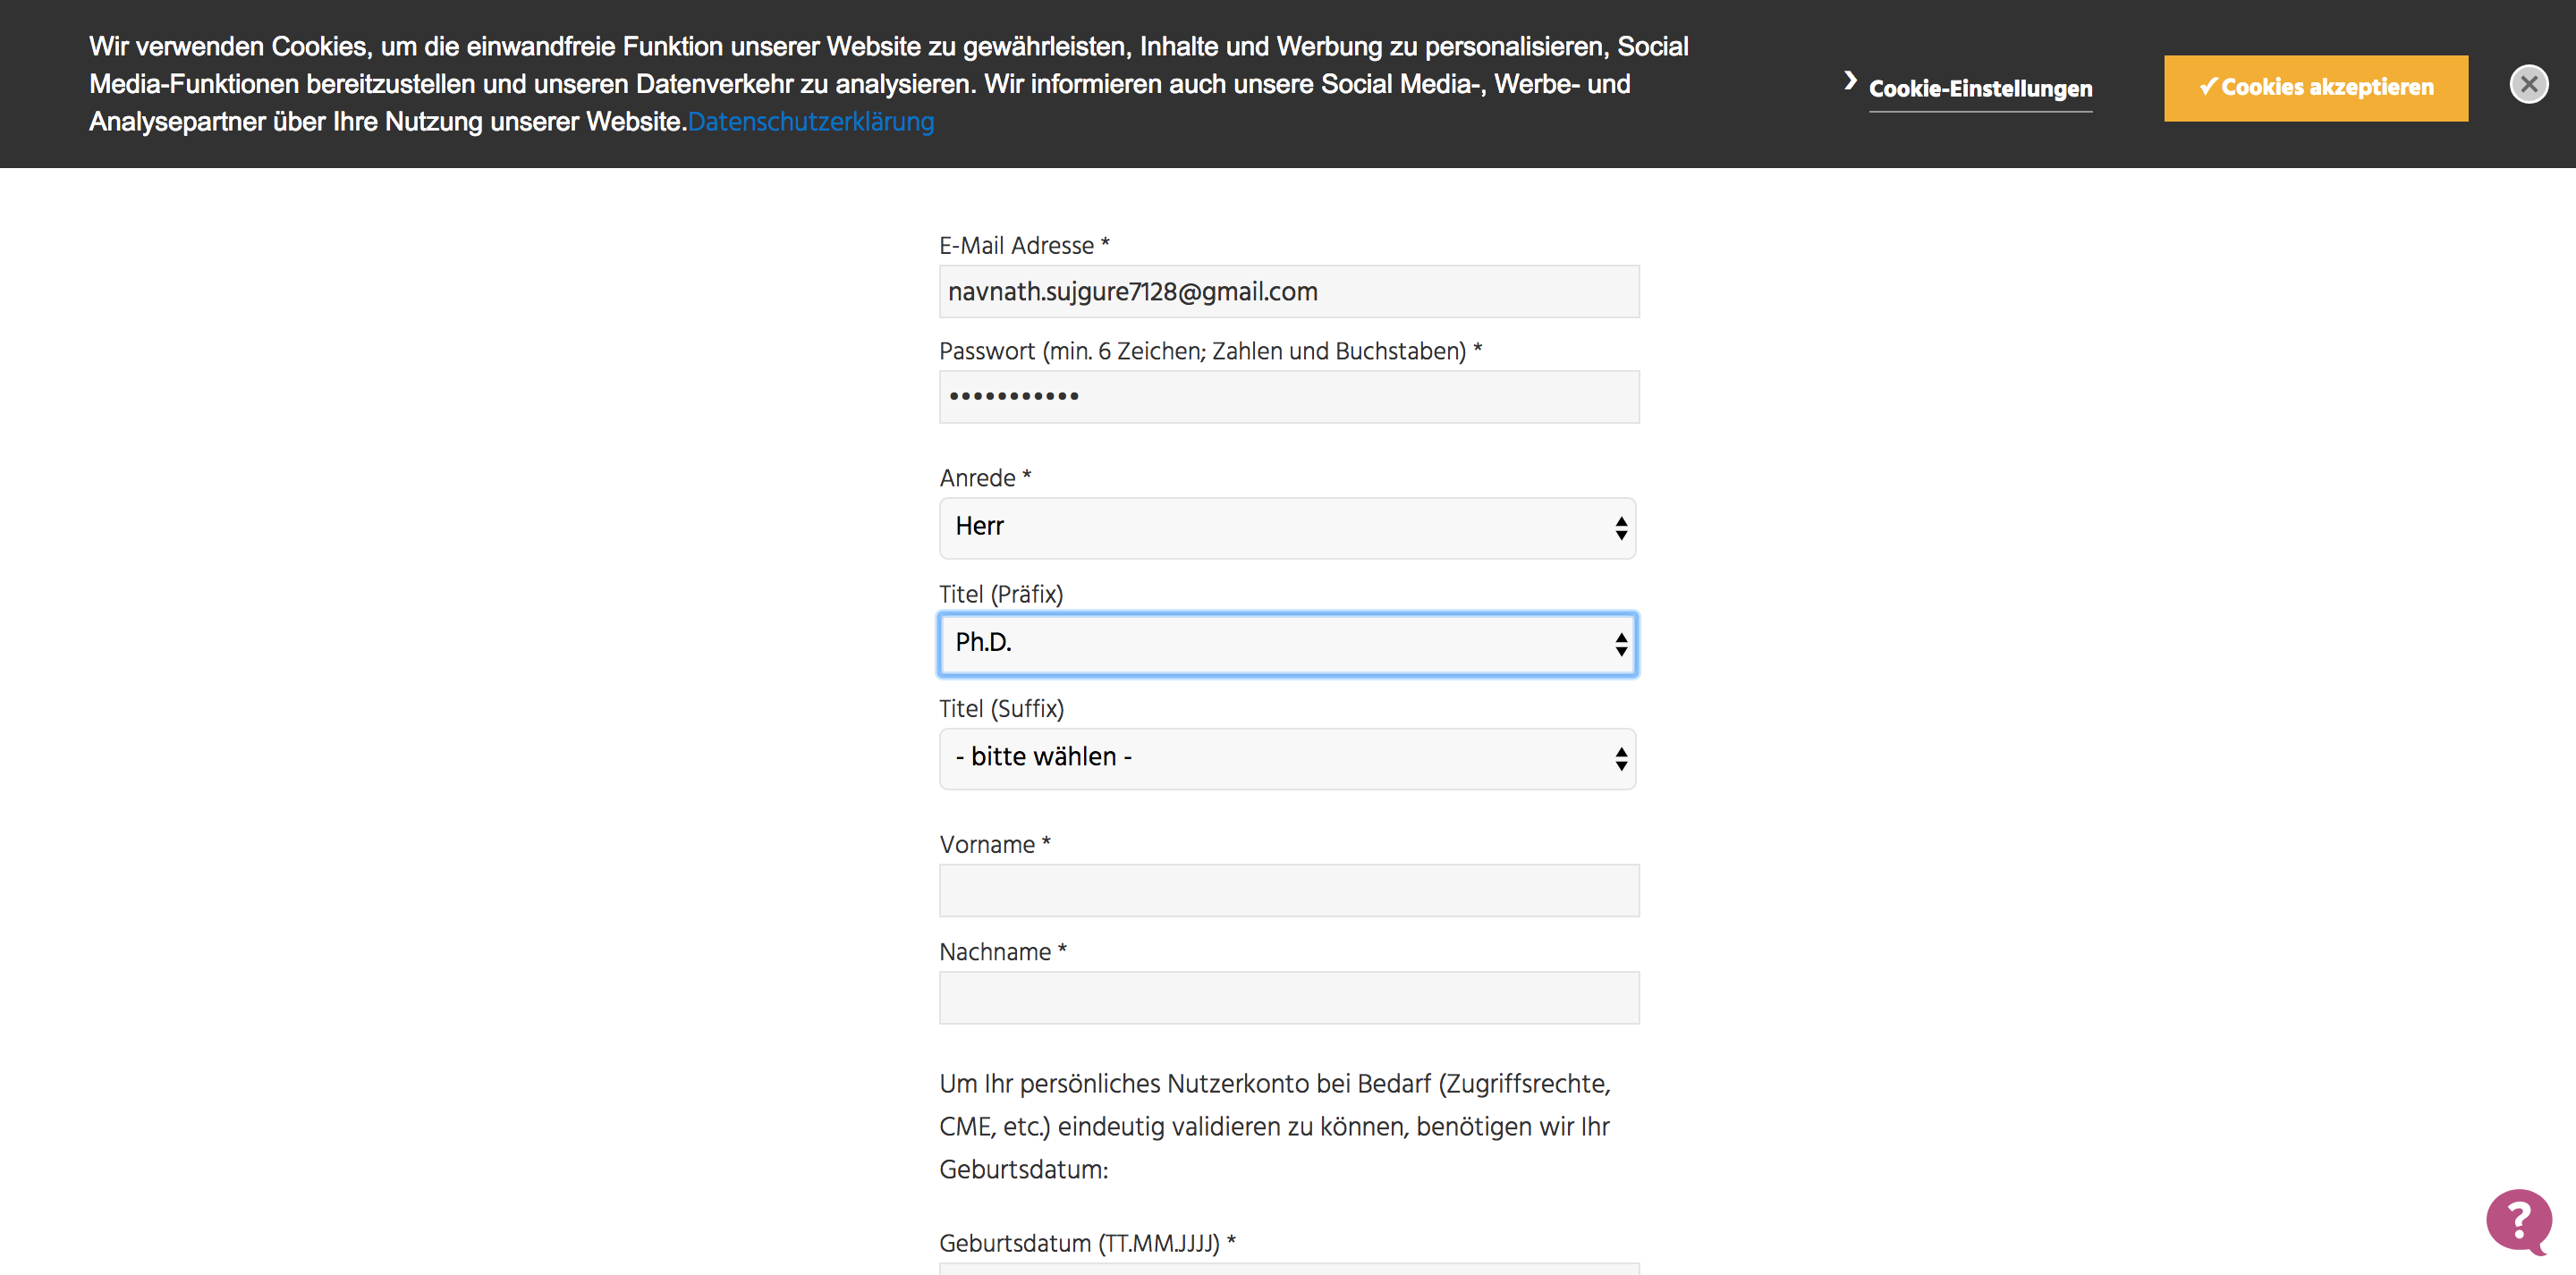 Wir verwenden Cookies, um die einwandfreie Funktion unserer Website zu gewährleisten, Inhalte und Werbung zu personalisieren, Social
Media-Funktionen bereitzustellen und unseren Datenverkehr zu analysieren. Wir informieren auch unsere Social Media-, Werbe- und
Analysepartner über Ihre Nutzung unserer Website.Datenschutzerklärung
Cookie-Einstellungen
✓Cookies akzeptieren
E-Mail Adresse *
navnath.sujgure7128@gmail.com
Passwort (min. 6 Zeichen; Zahlen und Buchstaben) *
•••••••••••
Anrede *
Herr
Titel (Präfix)
Ph.D.
Titel (Suffix)
- bitte wählen -
Vorname *
Nachname *
Um Ihr persönliches Nutzerkonto bei Bedarf (Zugriffsrechte,
CME, etc.) eindeutig validieren zu können, benötigen wir Ihr
Geburtsdatum:
Geburtsdatum (TT.MM.JJJJ) *
?